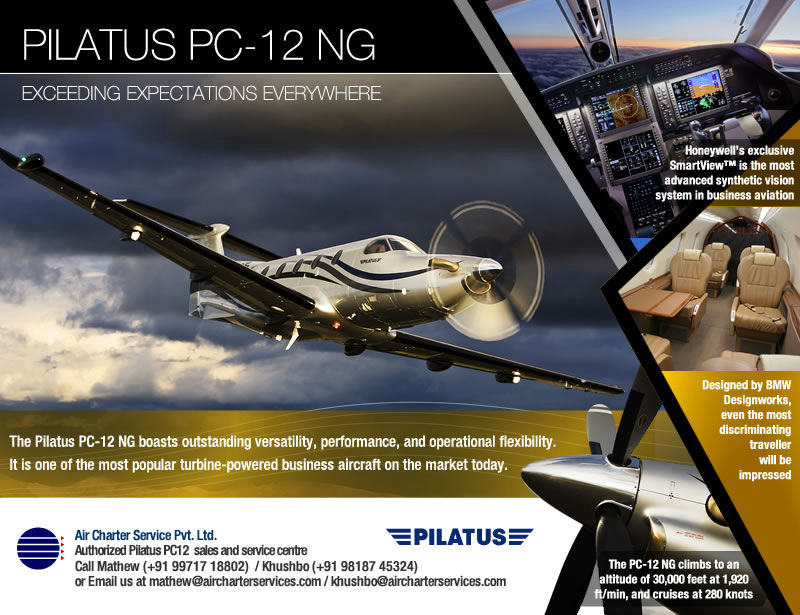 PILATUS PC-12 NG
EXCEEDING EXPECTATIONS EVERYWHERE
Honeywell's exclusive
SmartView™ is the most
advanced synthetic vision
system in business aviation
PILATUS
Designed by BMW
Designworks,
even the most
discriminating
traveller
will be
impressed
The Pilatus PC-12 NG boasts outstanding versatility, performance, and operational flexibility.
It is one of the most popular turbine-powered business aircraft on the market today.
Air Charter Service Pvt. Ltd.
Authorized Pilatus PC12 sales and service centre
Call Mathew (+91 99717 18802) / Khushbo (+91 98187 45324)
or Email us at mathew@aircharterservices.com / khushbo@aircharterservices.com
PILATUS
The PC-12 NG climbs to an
altitude of 30,000 feet at 1,920
ft/min, and cruises at 280 knots